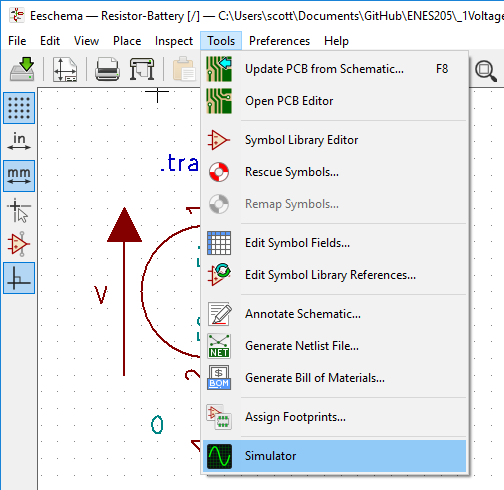 Eeschema — Resistor-Battery [/] — C:\Users\scott\Documents\GitHub\ENES205\_1Voltage
File Edit View Place Inspect Tools Preferences Help
Update PCB from Schematic... F8
Open PCB Editor
Symbol Library Editor
Rescue Symbols...
Remap Symbols...
Edit Symbol Fields...
Edit Symbol Library References...
Annotate Schematic...
Generate Netlist File...
NET
Generate Bill of Materials...
$
BOM
Assign Footprints...
Simulator
in
mm
.tra
1
V
2
0